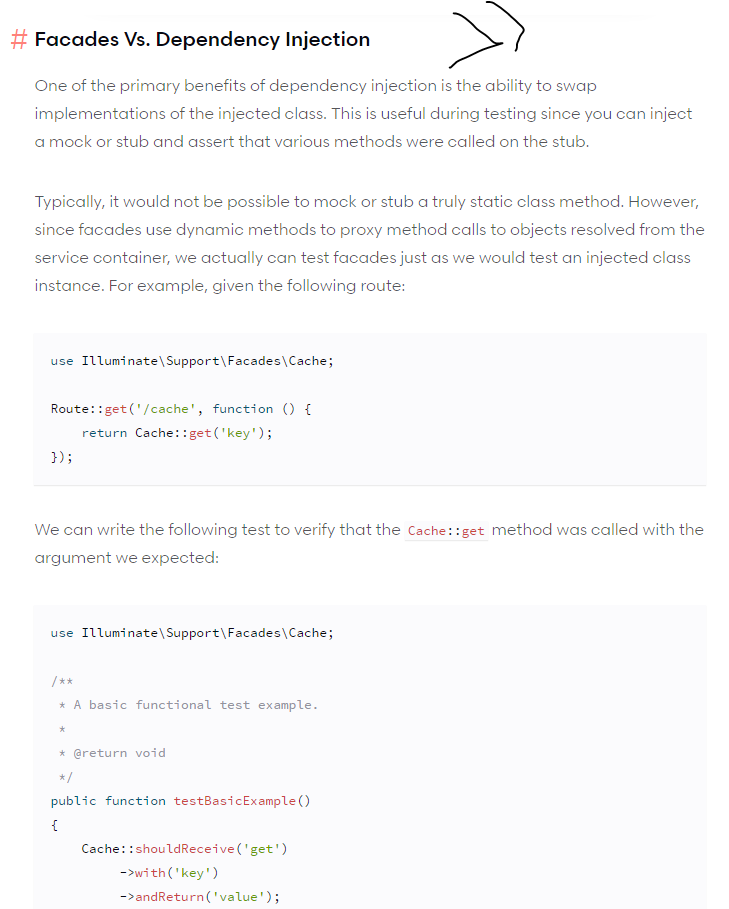 # Facades Vs. Dependency Injection
One of the primary benefits of dependency injection is the ability to swap
implementations of the injected class. This is useful during testing since you can inject
a mock or stub and assert that various methods were called on the stub.
Typically, it would not be possible to mock or stub a truly static class method. However,
since facades use dynamic methods to proxy method calls to objects resolved from the
service container, we actually can test facades just as we would test an injected class
instance. For example, given the following route:
use Illuminate\Support\Facades\Cache;
Route::get('/cache', function () {
    return Cache::get('key');
});
We can write the following test to verify that the Cache::get method was called with the
argument we expected:
use Illuminate\Support\Facades\Cache;
/**
 * A basic functional test example.
 *
 * @return void
 */
public function testBasicExample()
{
    Cache::shouldReceive('get')
         ->with('key')
         ->andReturn('value');